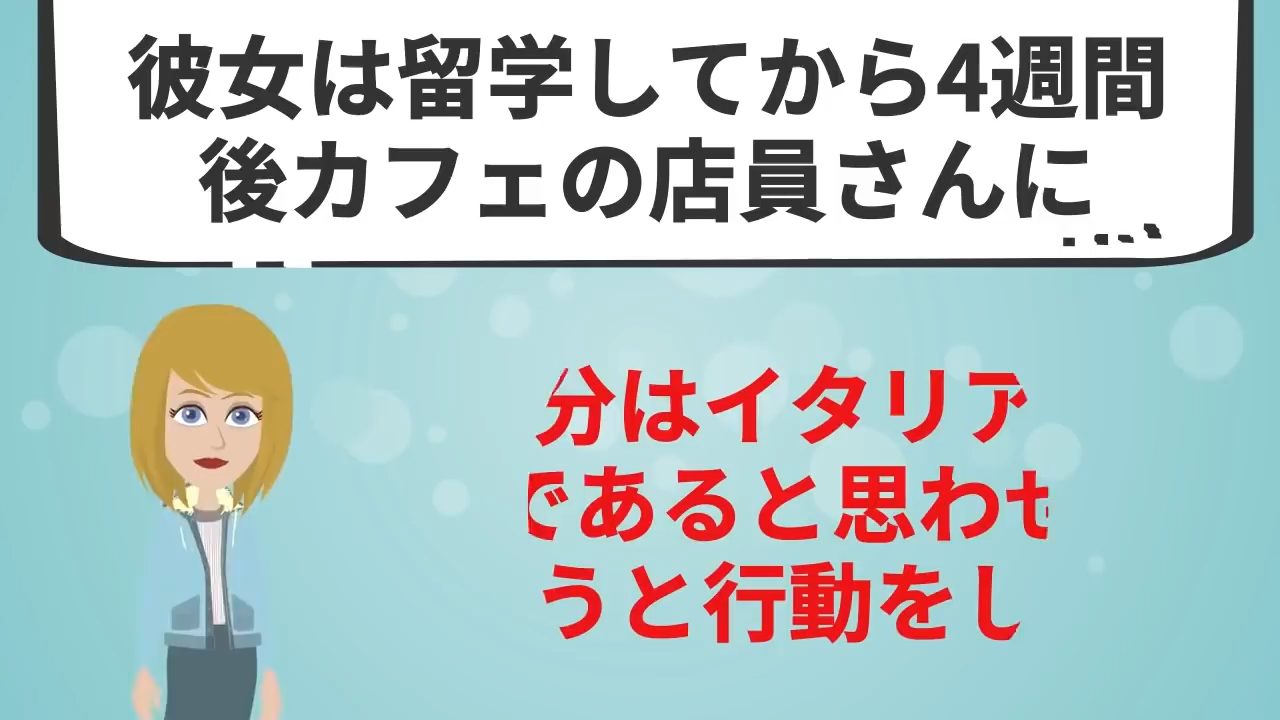 彼女は留学してから4週間
後カフェの店員さんに
分はイタリア
であると思わせ
うと行動をし